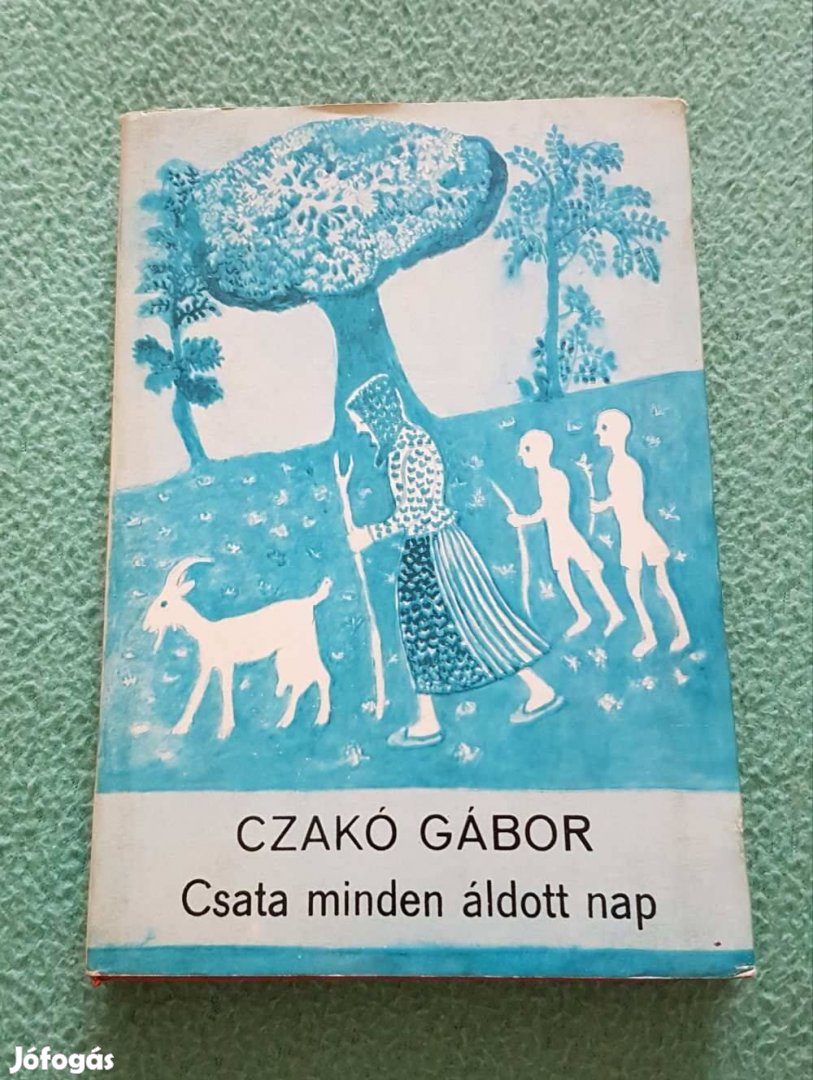 CZAKÓ GÁBOR
Csata minden áldott nap
Jófogás